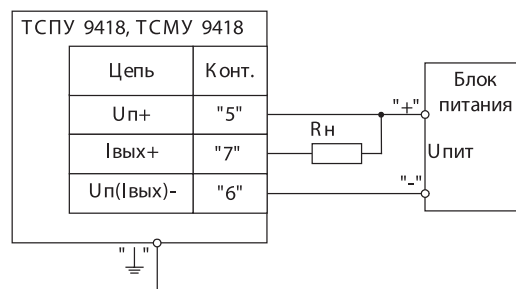 ТСПУ 9418, ТСМУ 9418
Цепь Конт.
Uп+ "5"
Iвых+ "7"
Uп(Iвых)- "6"
Rн
"+"
"-"
Блок
питания
Uпит
" "